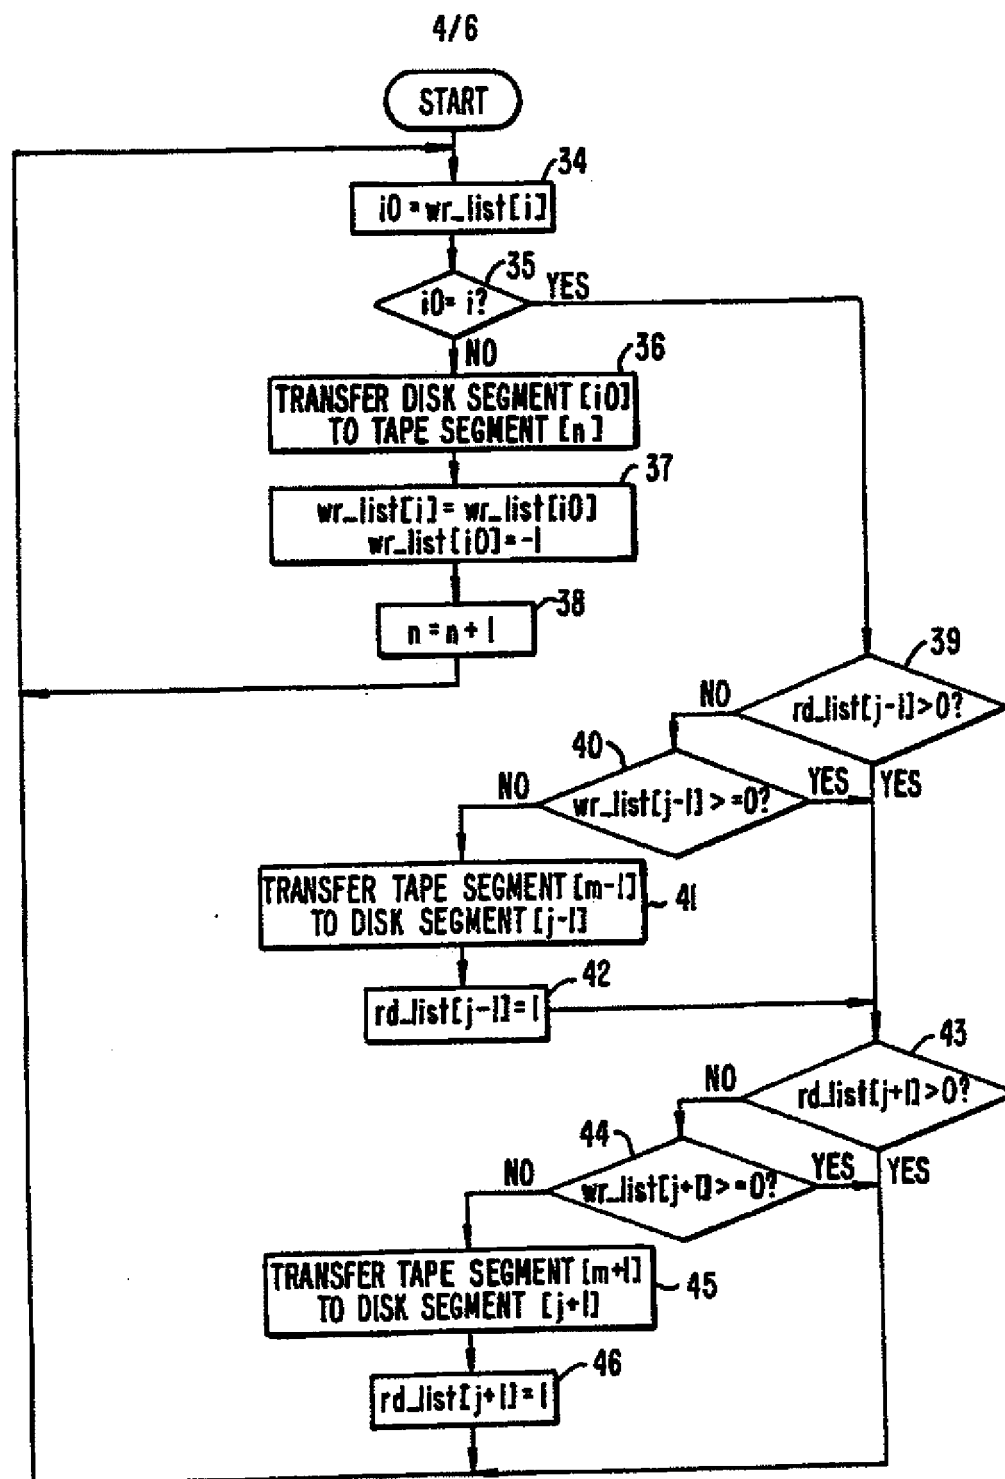 4/6
START
34
i0 = wr_list[i]
35
i0 = i?
YES
NO
36
TRANSFER DISK SEGMENT [i0]
TO TAPE SEGMENT [n]
37
wr_list[i] = wr_list[i0]
wr_list[i0] = -1
38
n = n + 1
39
NO
rd_list[j-1] > 0?
40
YES
NO
wr_list[j-1] > = 0?
YES
TRANSFER TAPE SEGMENT [m-1]
TO DISK SEGMENT [j-1]
41
42
rd_list[j-1] = 1
43
NO
rd_list[j+1] > 0?
44
YES
NO
wr_list[j+1] > = 0?
YES
TRANSFER TAPE SEGMENT [m+1]
TO DISK SEGMENT [j+1]
45
46
rd_list[j+1] = 1